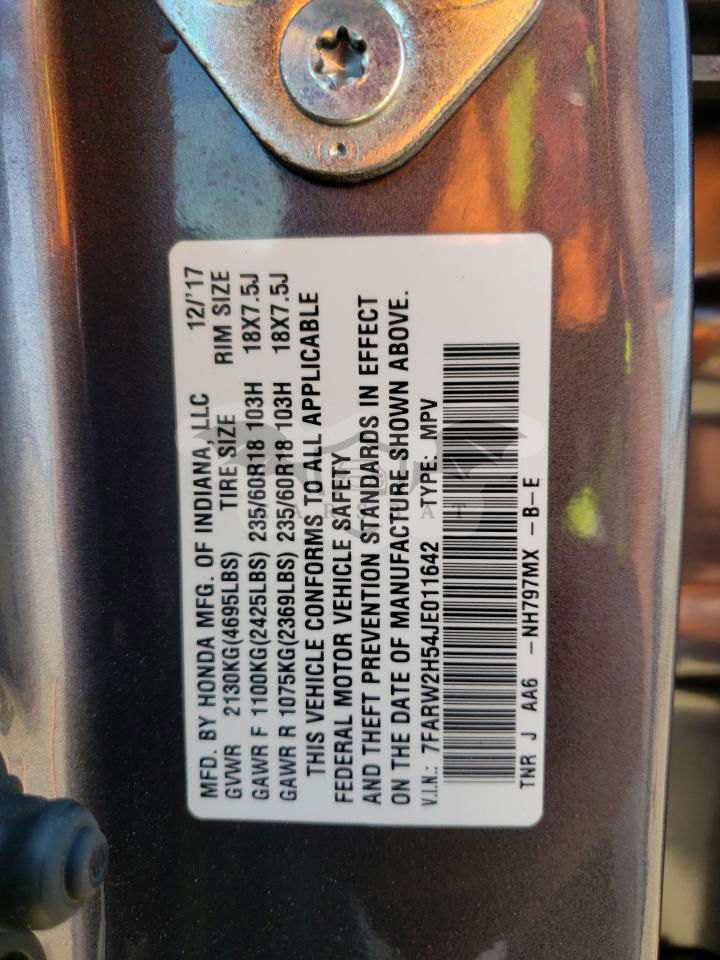 MFD. BY HONDA MFG. OF INDIANA, LLC 12/'17
GVWR 2130KG(4695LBS) TIRE SIZE RIM SIZE
GAWR F 1100KG(2425LBS) 235/60R18 103H 18X7.5J
GAWR R 1075KG(2369LBS) 235/60R18 103H 18X7.5J
THIS VEHICLE CONFORMS TO ALL APPLICABLE
FEDERAL MOTOR VEHICLE SAFETY
AND THEFT PREVENTION STANDARDS IN EFFECT
ON THE DATE OF MANUFACTURE SHOWN ABOVE.
V.I.N.: 7FARW2H54JE011642 TYPE: MPV
TNR J AA6 -NH797MX -B-E